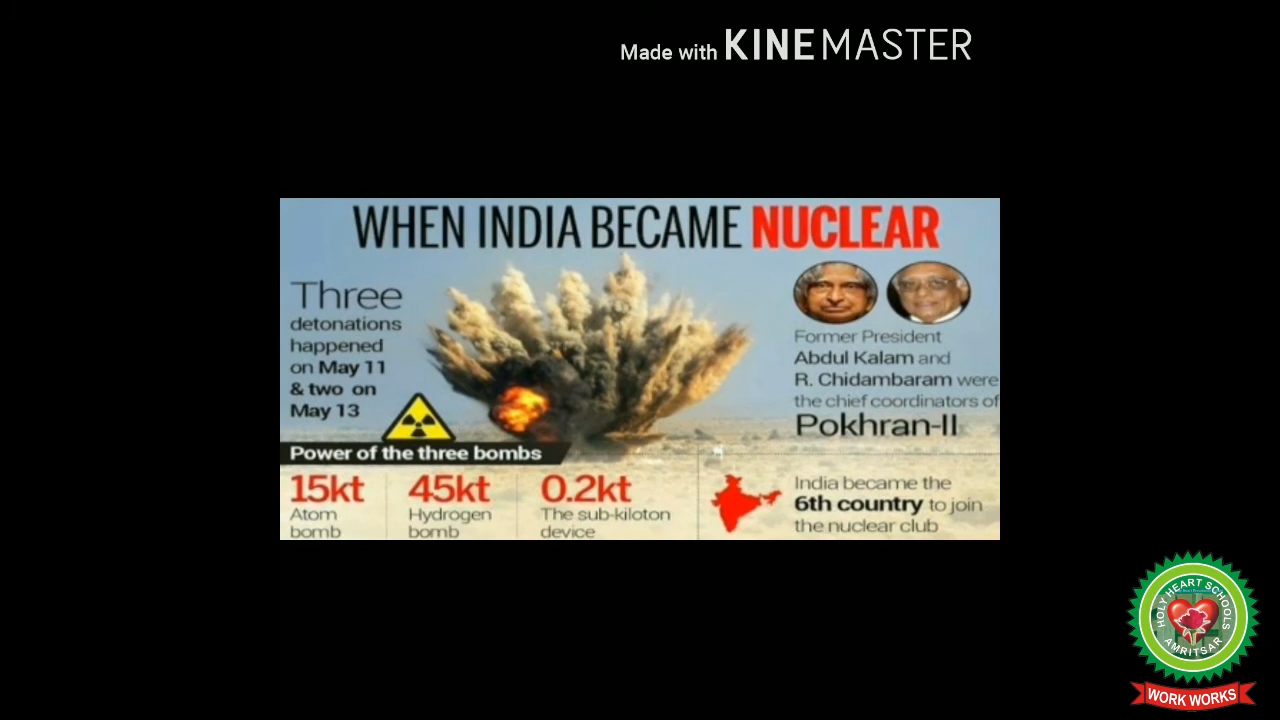 Made with KINEMASTER
WHEN INDIA BECAME NUCLEAR
Three
detonations
happened
on May 11
& two on
May 13
Former President
Abdul Kalam and
R. Chidambaram were
the chief coordinators of
Pokhran-II
Power of the three bombs
15kt
Atom
bomb
45kt
Hydrogen
bomb
0.2kt
The sub-kiloton
device
India became the
6th country to join
the nuclear club
HOLY HEART SCHOOLS
AMRITSAR
WORK WORKS